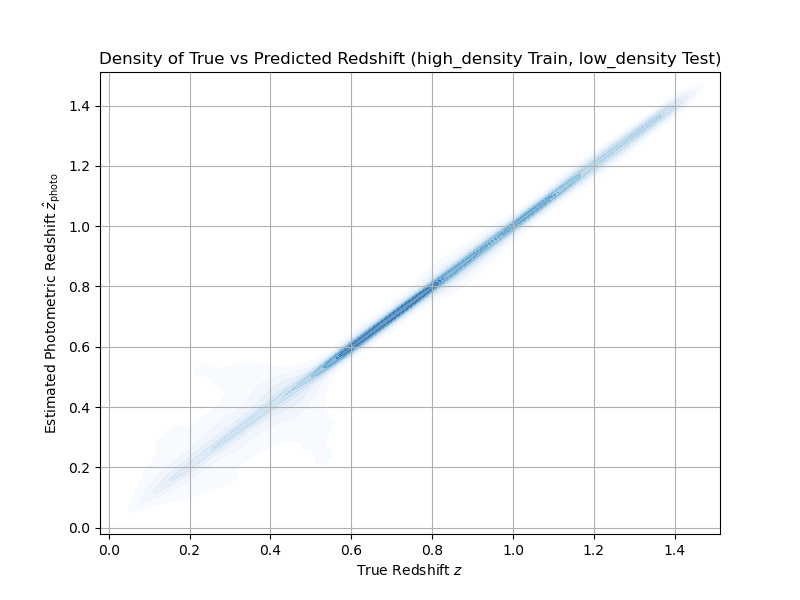 Density of True vs Predicted Redshift (high_density Train, low_density Test)
1.4
1.2
1.0
0.8
0.6
0.4
0.2
0.0
Estimated Photometric Redshift ẑphoto
0.0 0.2 0.4 0.6 0.8 1.0 1.2 1.4
True Redshift z